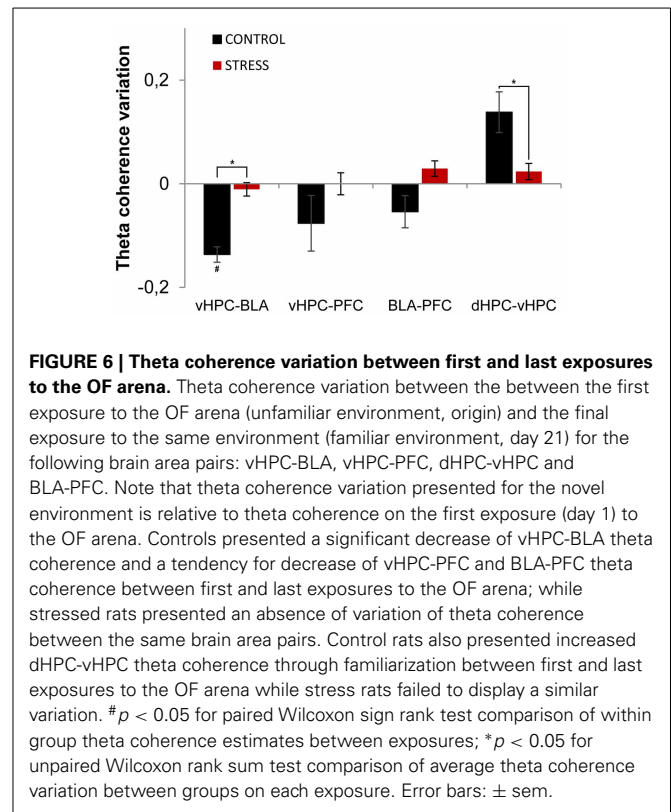 CONTROL
STRESS
Theta coherence variation
0,2
0
-0,2
*
*
#
vHPC-BLA vHPC-PFC BLA-PFC dHPC-vHPC
FIGURE 6 | Theta coherence variation between first and last exposures
to the OF arena. Theta coherence variation between the between the first
exposure to the OF arena (unfamiliar environment, origin) and the final
exposure to the same environment (familiar environment, day 21) for the
following brain area pairs: vHPC-BLA, vHPC-PFC, dHPC-vHPC and
BLA-PFC. Note that theta coherence variation presented for the novel
environment is relative to theta coherence on the first exposure (day 1) to
the OF arena. Controls presented a significant decrease of vHPC-BLA theta
coherence and a tendency for decrease of vHPC-PFC and BLA-PFC theta
coherence between first and last exposures to the OF arena; while
stressed rats presented an absence of variation of theta coherence
between the same brain area pairs. Control rats also presented increased
dHPC-vHPC theta coherence through familiarization between first and last
exposures to the OF arena while stress rats failed to display a similar
variation. #p < 0.05 for paired Wilcoxon sign rank test comparison of within
group theta coherence estimates between exposures; *p < 0.05 for
unpaired Wilcoxon rank sum test comparison of average theta coherence
variation between groups on each exposure. Error bars: ± sem.